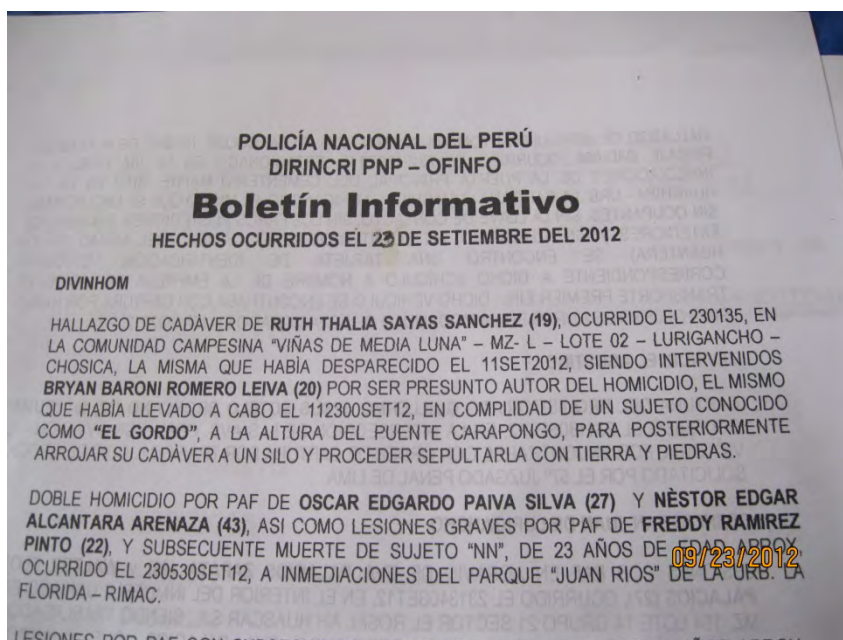 POLICÍA NACIONAL DEL PERÚ
DIRINCRI PNP – OFINFO
Boletín Informativo
HECHOS OCURRIDOS EL 23 DE SETIEMBRE DEL 2012
DIVINHOM
HALLAZGO DE CADÀVER DE RUTH THALIA SAYAS SANCHEZ (19), OCURRIDO EL 230135, EN
LA COMUNIDAD CAMPESINA “VIÑAS DE MEDIA LUNA” – MZ- L – LOTE 02 – LURIGANCHO –
CHOSICA, LA MISMA QUE HABÌA DESPARECIDO EL 11SET2012, SIENDO INTERVENIDOS
BRYAN BARONI ROMERO LEIVA (20) POR SER PRESUNTO AUTOR DEL HOMICIDIO, EL MISMO
QUE HABÌA LLEVADO A CABO EL 112300SET12, EN COMPLIDAD DE UN SUJETO CONOCIDO
COMO “EL GORDO”, A LA ALTURA DEL PUENTE CARAPONGO, PARA POSTERIORMENTE
ARROJAR SU CADÀVER A UN SILO Y PROCEDER SEPULTARLA CON TIERRA Y PIEDRAS.
DOBLE HOMICIDIO POR PAF DE OSCAR EDGARDO PAIVA SILVA (27) Y NÈSTOR EDGAR
ALCANTARA ARENAZA (43), ASI COMO LESIONES GRAVES POR PAF DE FREDDY RAMIREZ
PINTO (22), Y SUBSECUENTE MUERTE DE SUJETO “NN”, DE 23 AÑOS DE EDAD APROX,
OCURRIDO EL 230530SET12, A INMEDIACIONES DEL PARQUE “JUAN RIOS” DE LA URB. LA
FLORIDA – RIMAC.
09/23/2012
LESIONES POR PAF CON